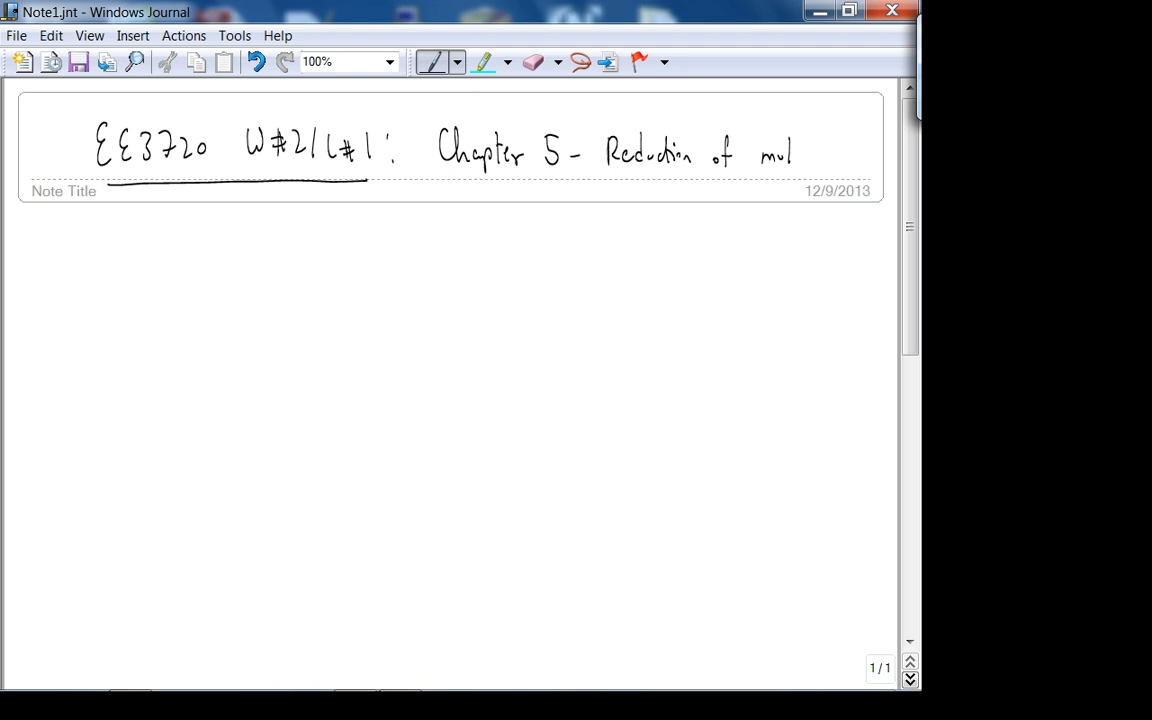 Note1.jnt - Windows Journal
File Edit View Insert Actions Tools Help
100%
EE3720 W#2/L#1: Chapter 5 - Reduction of mul
Note Title
12/9/2013
1 / 1